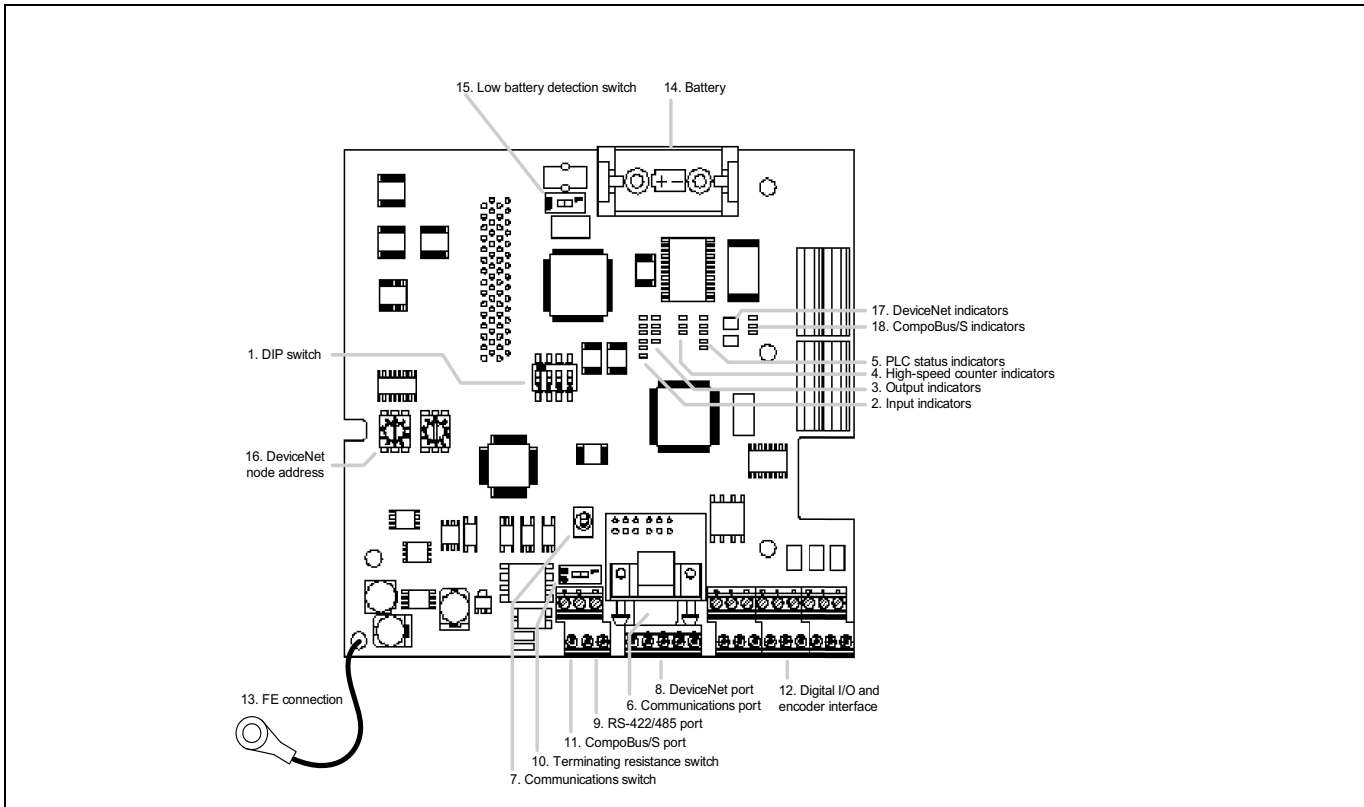 15. Low battery detection switch
14. Battery
17. DeviceNet indicators
18. CompoBus/S indicators
1. DIP switch
5. PLC status indicators
4. High-speed counter indicators
3. Output indicators
2. Input indicators
16. DeviceNet
node address
13. FE connection
8. DeviceNet port
6. Communications port
12. Digital I/O and
encoder interface
9. RS-422/485 port
11. CompoBus/S port
10. Terminating resistance switch
7. Communications switch